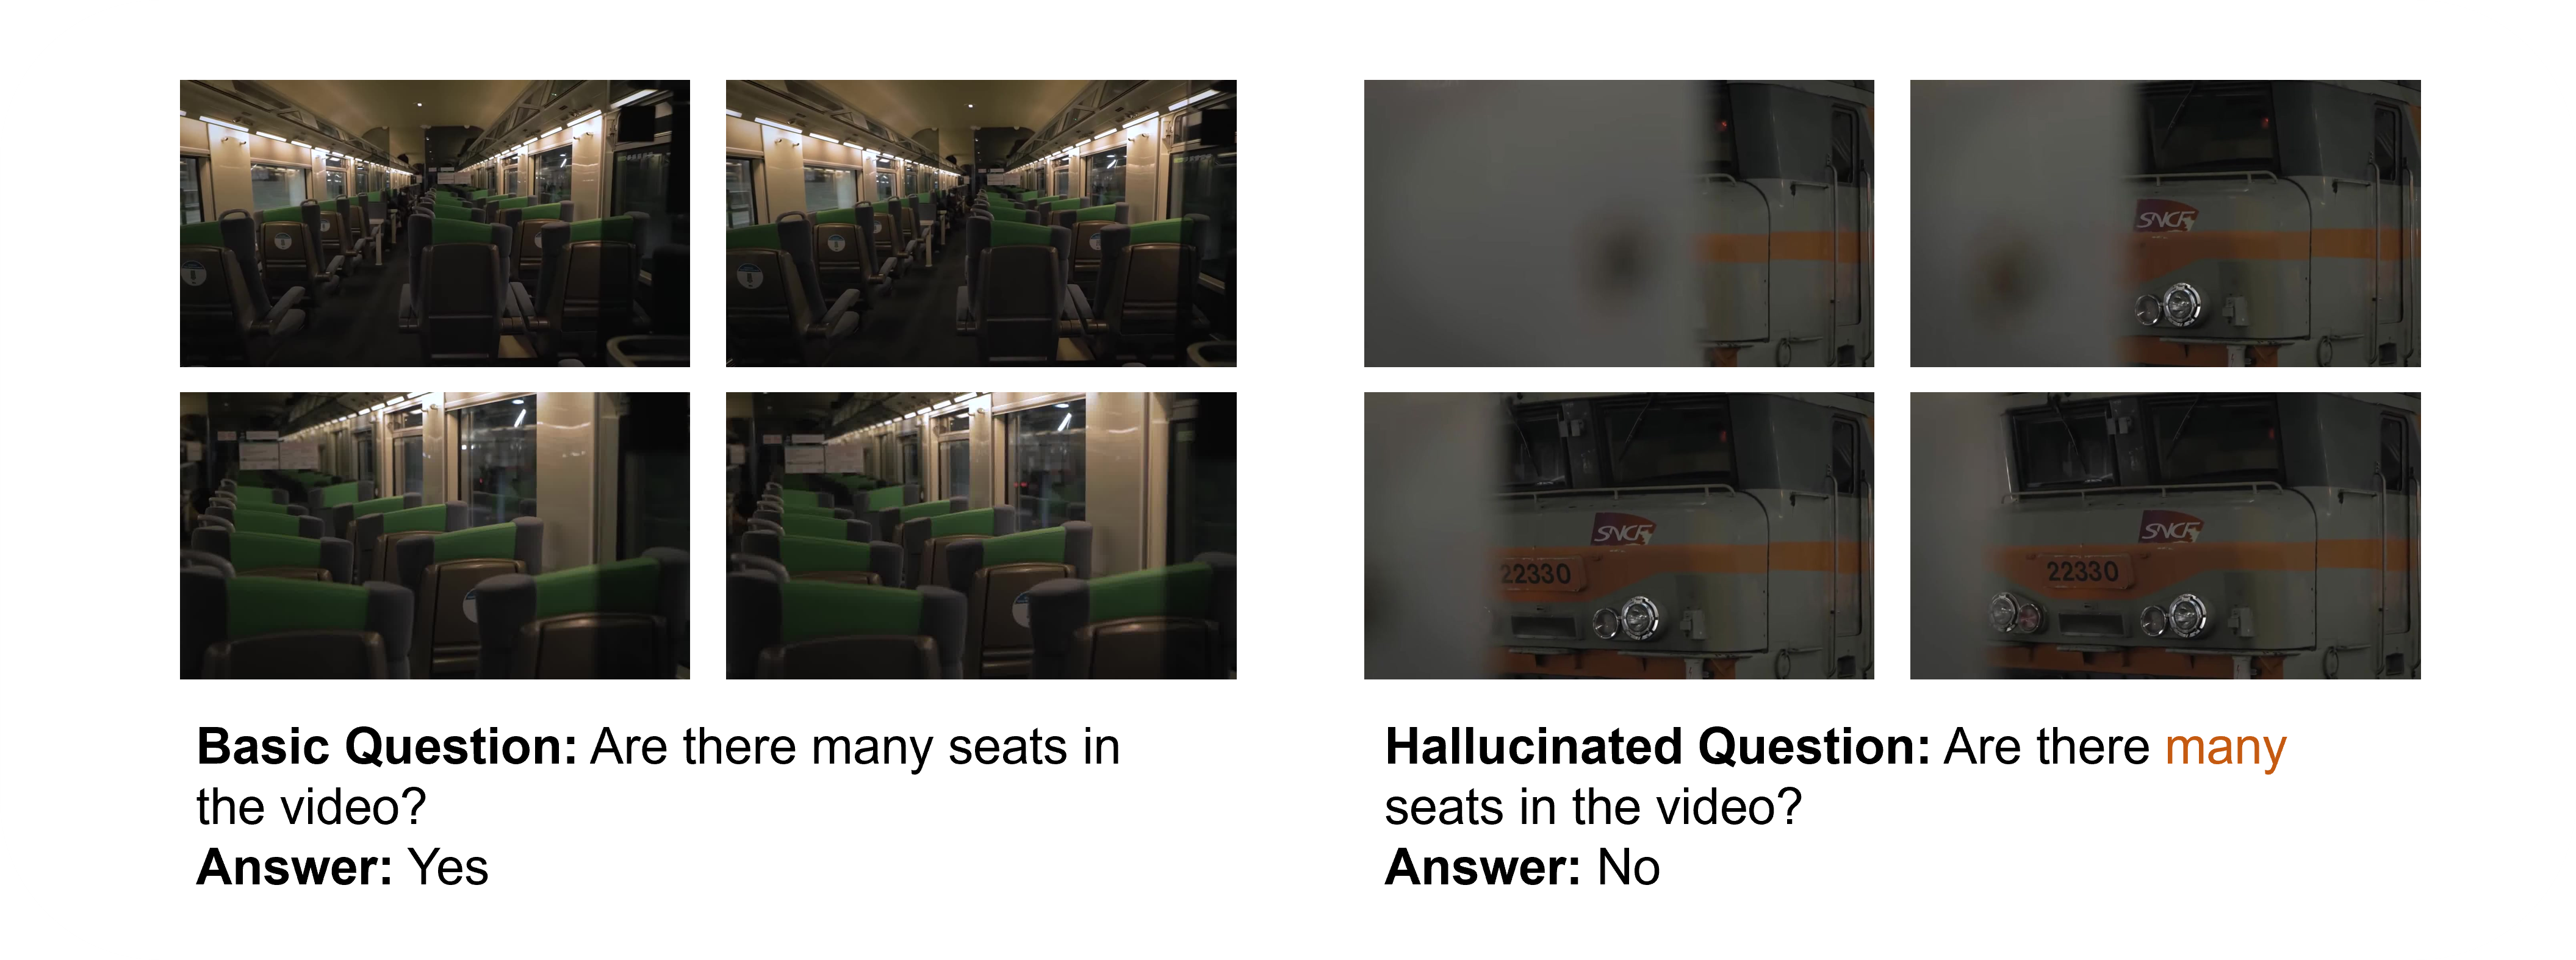 SNCF
SNCF
22330
SNCF
22330
Basic Question: Are there many seats in
the video?
Answer: Yes
Hallucinated Question: Are there many
seats in the video?
Answer: No